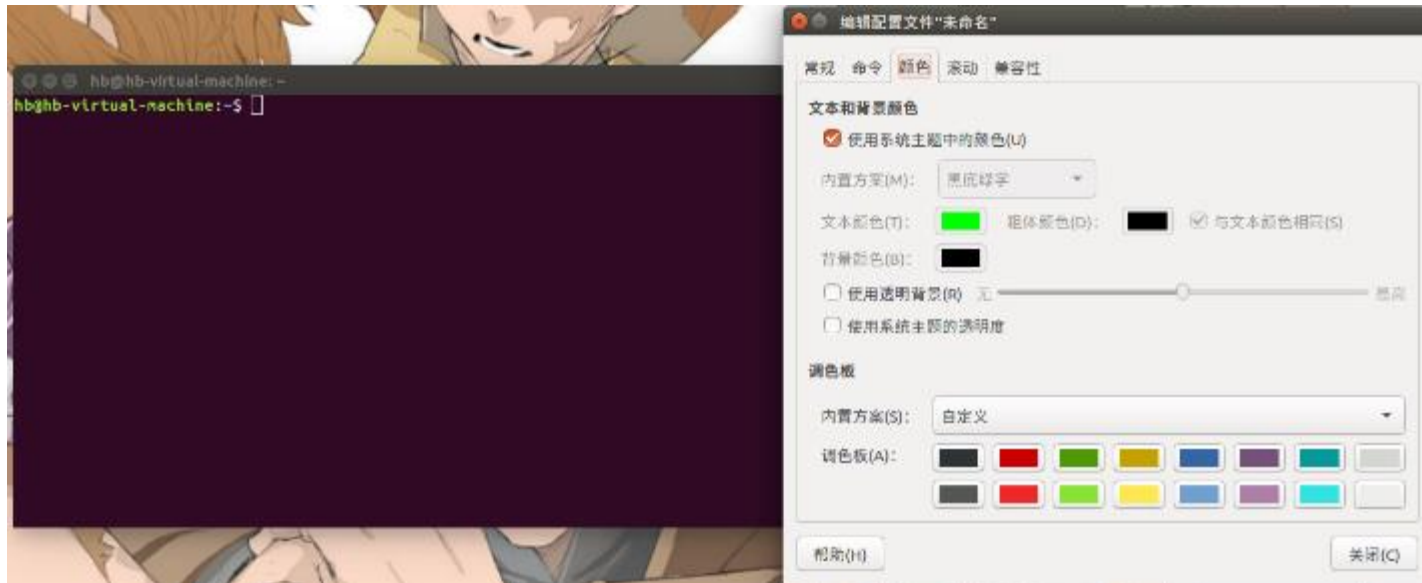 hb@hb-virtual-machine: ~
hb@hb-virtual-machine:~$
编辑配置文件"未命名"
常规 命令 颜色 滚动 兼容性
文本和背景颜色
使用系统主题中的颜色(U)
内置方案(M): 黑底绿字
文本颜色(T): 粗体颜色(D): 与文本颜色相同(S)
背景颜色(B):
使用透明背景(R) 无 最高
使用系统主题的透明度
调色板
内置方案(S): 自定义
调色板(A):
帮助(H) 关闭(C)